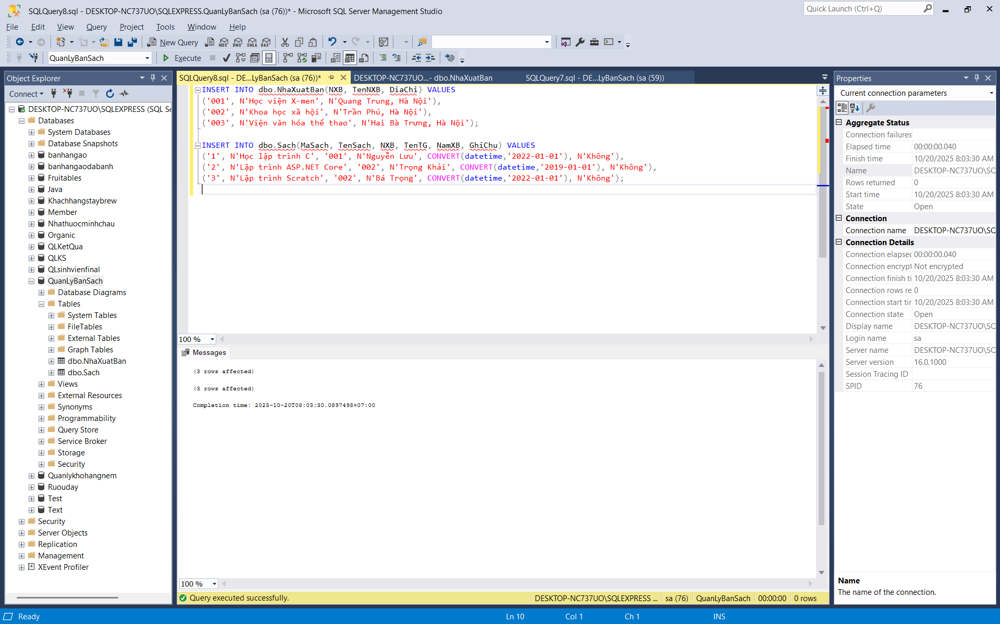 SQLQuery8.sql - DESKTOP-NC737UO\SQLEXPRESS.QuanLyBanSach (sa (76))* - Microsoft SQL Server Management Studio
Quick Launch (Ctrl+Q)
File Edit View Query Project Tools Window Help
New Query MDX DMX XMLA DAX
QuanLyBanSach Execute
Object Explorer
Connect
DESKTOP-NC737UO\SQLEXPRESS (SQL Se
Databases
System Databases
Database Snapshots
banhangao
banhangaodabanh
Fruitables
Java
Khachhangstaybrew
Member
Nhathuocminhchau
Organic
QLKetQua
QLKS
QLsinhvienfinal
QuanLyBanSach
Database Diagrams
Tables
System Tables
FileTables
External Tables
Graph Tables
dbo.NhaXuatBan
dbo.Sach
Views
External Resources
Synonyms
Programmability
Query Store
Service Broker
Storage
Security
Quanlykhohangnem
Ruouday
Test
Text
Security
Server Objects
Replication
Management
XEvent Profiler
SQLQuery8.sql - DE...LyBanSach (sa (76))* DESKTOP-NC737UO...- dbo.NhaXuatBan SQLQuery7.sql - DE...LyBanSach (sa (59))
INSERT INTO dbo.NhaXuatBan(NXB, TenNXB, DiaChi) VALUES
('001', N'Học viện X-men', N'Quang Trung, Hà Nội'),
('002', N'Khoa học xã hội', N'Trần Phú, Hà Nội'),
('003', N'Viện văn hóa thể thao', N'Hai Bà Trưng, Hà Nội');
INSERT INTO dbo.Sach(MaSach, TenSach, NXB, TenTG, NamXB, GhiChu) VALUES
('1', N'Học lập trình C', '001', N'Nguyễn Lưu', CONVERT(datetime,'2022-01-01'), N'Không'),
('2', N'Lập trình ASP.NET Core', '002', N'Trọng Khải', CONVERT(datetime,'2019-01-01'), N'Không'),
('3', N'Lập trình Scratch', '002', N'Bá Trọng', CONVERT(datetime,'2022-01-01'), N'Không');
100 %
Messages
(3 rows affected)
(3 rows affected)
Completion time: 2025-10-20T08:03:30.0897498+07:00
100 %
Query executed successfully. DESKTOP-NC737UO\SQLEXPRESS ... sa (76) QuanLyBanSach 00:00:00 0 rows
Properties
Current connection parameters
Aggregate Status
Connection failures
Elapsed time 00:00:00.040
Finish time 10/20/2025 8:03:30 AM
Name DESKTOP-NC737UO\SQ
Rows returned 0
Start time 10/20/2025 8:03:30 AM
State Open
Connection
Connection name DESKTOP-NC737UO\SQ
Connection Details
Connection elapsec 00:00:00.040
Connection encrypt Not encrypted
Connection finish ti 10/20/2025 8:03:30 AM
Connection rows re 0
Connection start tir 10/20/2025 8:03:30 AM
Connection state Open
Display name DESKTOP-NC737UO\SQ
Login name sa
Server name DESKTOP-NC737UO\SQ
Server version 16.0.1000
Session Tracing ID
SPID 76
Name
The name of the connection.
Ready Ln 10 Col 1 Ch 1 INS